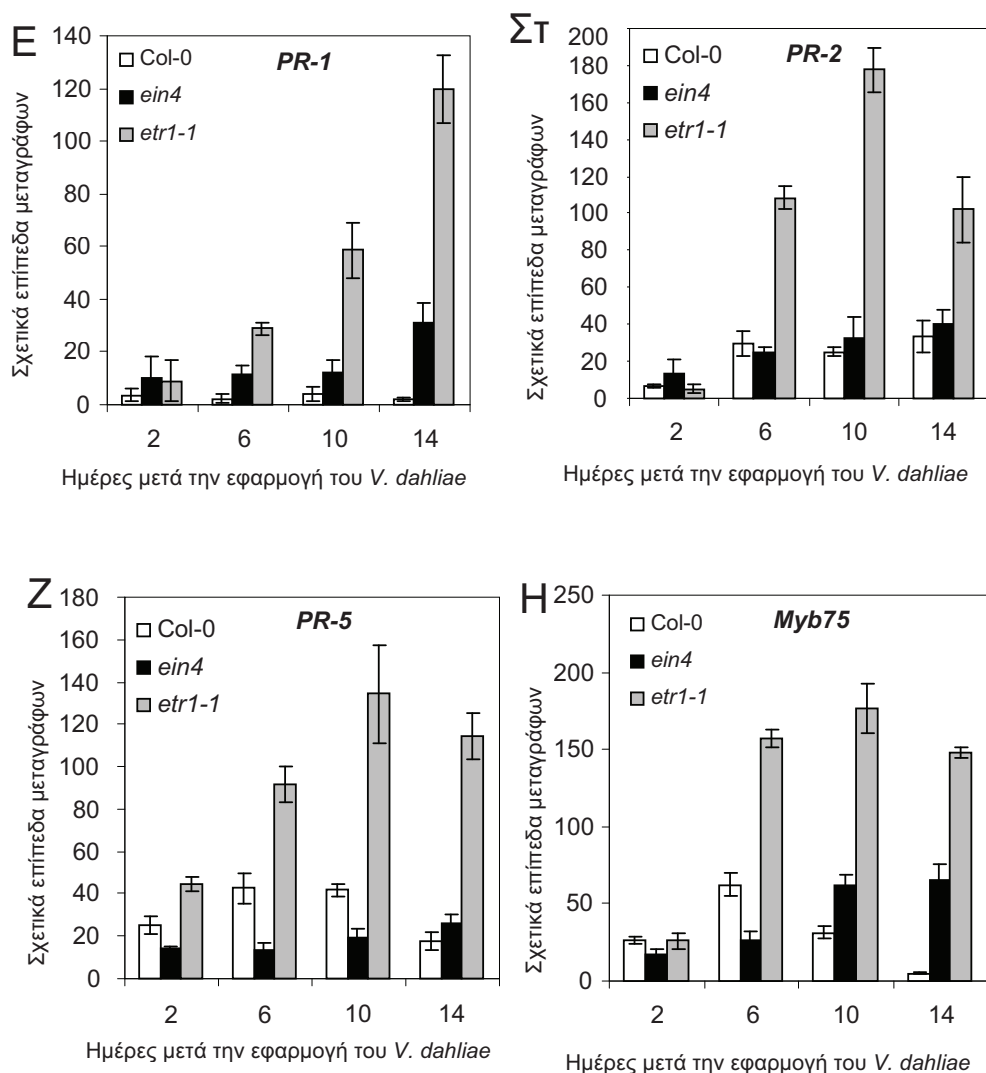 Ε
PR-1
Col-0
ein4
etr1-1
Σχετικά επίπεδα μεταγράφων
140
120
100
80
60
40
20
0
2 6 10 14
Ημέρες μετά την εφαρμογή του V. dahliae
Στ
PR-2
Col-0
ein4
etr1-1
Σχετικά επίπεδα μεταγράφων
200
180
160
140
120
100
80
60
40
20
0
2 6 10 14
Ημέρες μετά την εφαρμογή του V. dahliae
Ζ
PR-5
Col-0
ein4
etr1-1
Σχετικά επίπεδα μεταγράφων
180
160
140
120
100
80
60
40
20
0
2 6 10 14
Ημέρες μετά την εφαρμογή του V. dahliae
Η
Myb75
Col-0
ein4
etr1-1
Σχετικά επίπεδα μεταγράφων
250
200
150
100
50
0
2 6 10 14
Ημέρες μετά την εφαρμογή του V. dahliae